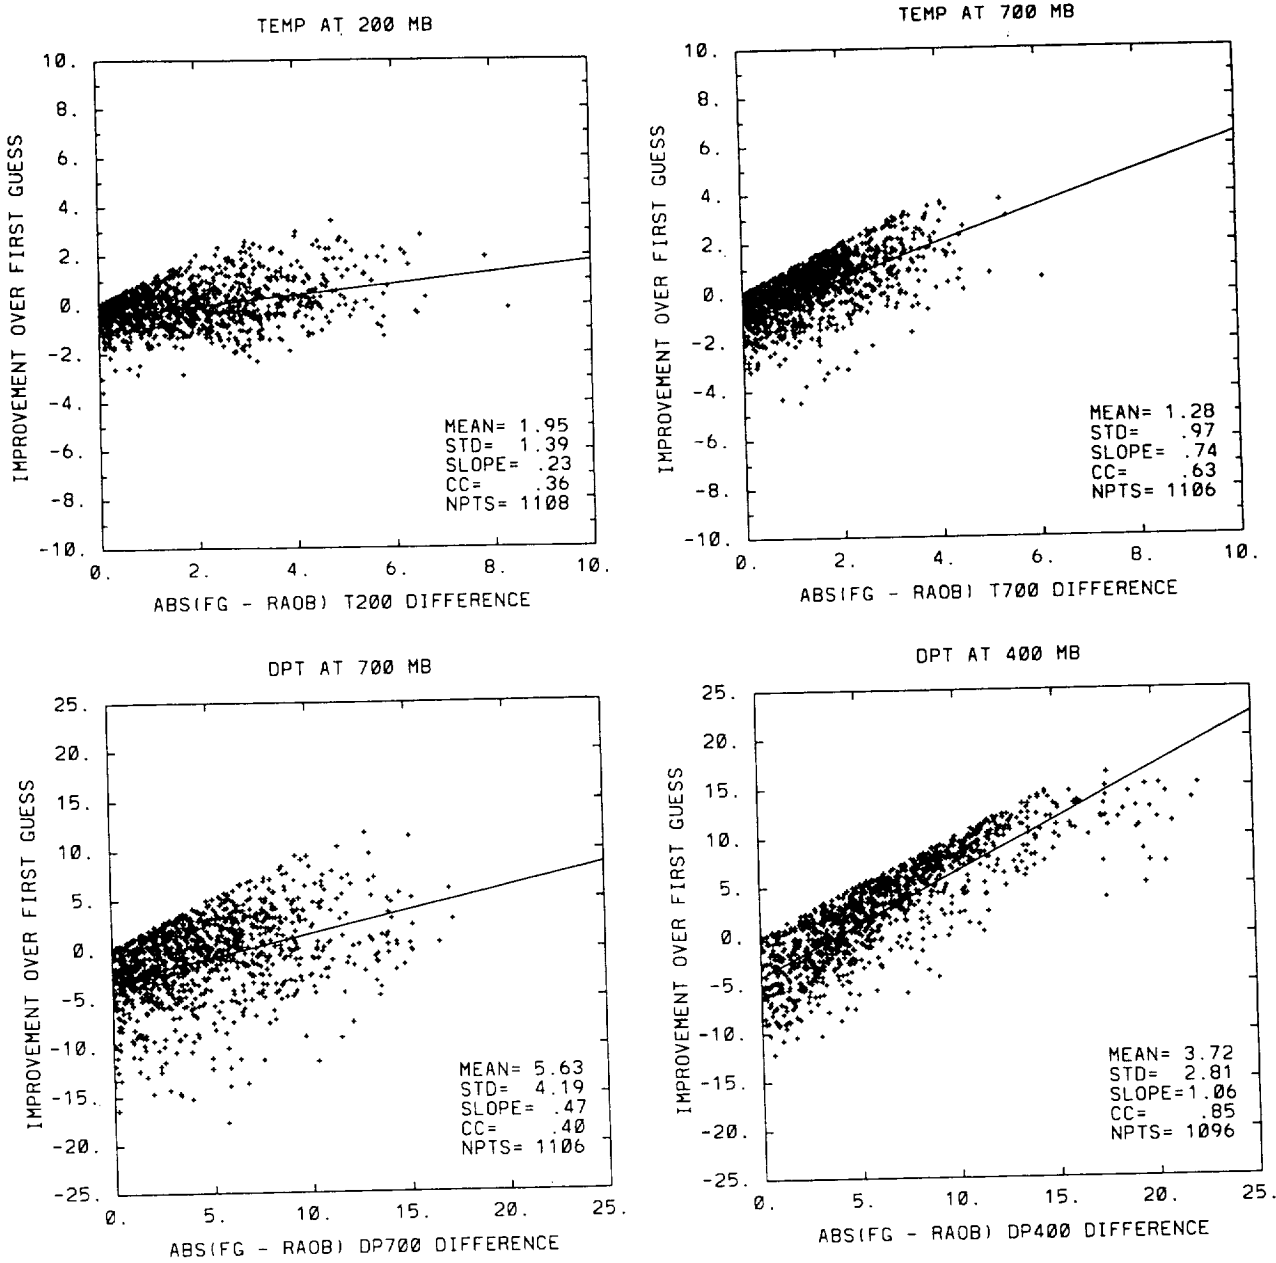 TEMP AT 200 MB
10.
8.
6.
4.
2.
0.
-2.
-4.
-6.
-8.
-10.
IMPROVEMENT OVER FIRST GUESS
MEAN= 1.95
STD= 1.39
SLOPE= .23
CC= .36
NPTS= 1108
0. 2. 4. 6. 8. 10.
ABS(FG - RAOB) T200 DIFFERENCE
TEMP AT 700 MB
10.
8.
6.
4.
2.
0.
-2.
-4.
-6.
-8.
-10.
IMPROVEMENT OVER FIRST GUESS
MEAN= 1.28
STD= .97
SLOPE= .74
CC= .63
NPTS= 1106
0. 2. 4. 6. 8. 10.
ABS(FG - RAOB) T700 DIFFERENCE
DPT AT 700 MB
25.
20.
15.
10.
5.
0.
-5.
-10.
-15.
-20.
-25.
IMPROVEMENT OVER FIRST GUESS
MEAN= 5.63
STD= 4.19
SLOPE= .47
CC= .40
NPTS= 1106
0. 5. 10. 15. 20. 25.
ABS(FG - RAOB) DP700 DIFFERENCE
DPT AT 400 MB
25.
20.
15.
10.
5.
0.
-5.
-10.
-15.
-20.
-25.
IMPROVEMENT OVER FIRST GUESS
MEAN= 3.72
STD= 2.81
SLOPE=1.06
CC= .85
NPTS= 1096
0. 5. 10. 15. 20. 25.
ABS(FG - RAOB) DP400 DIFFERENCE